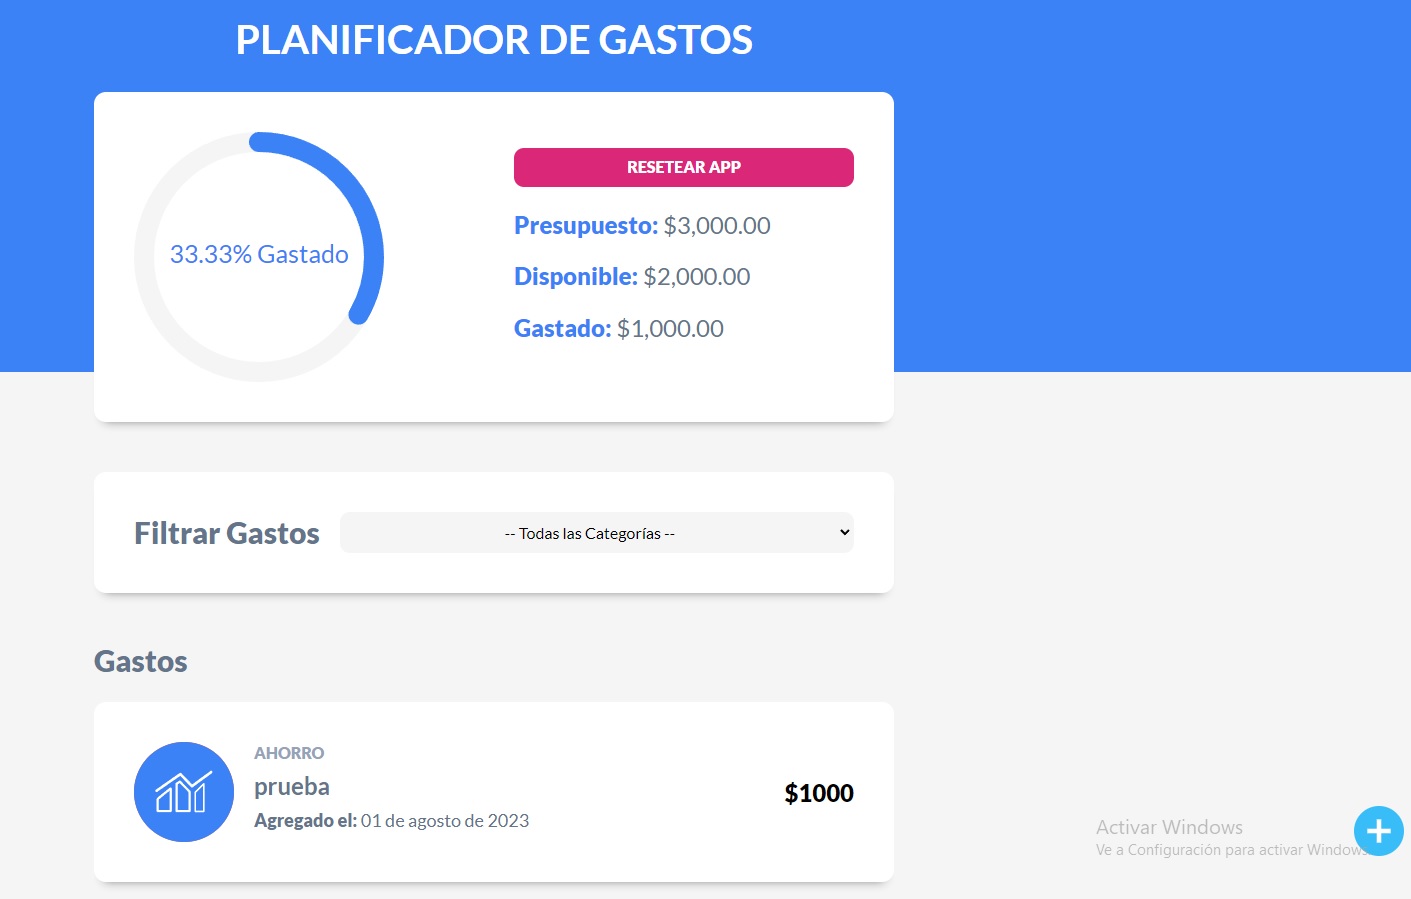 PLANIFICADOR DE GASTOS
33.33% Gastado
RESETEAR APP
Presupuesto: $3,000.00
Disponible: $2,000.00
Gastado: $1,000.00
Filtrar Gastos
-- Todas las Categorías --
Gastos
AHORRO
prueba
Agregado el: 01 de agosto de 2023
$1000
Activar Windows
Ve a Configuración para activar Windows